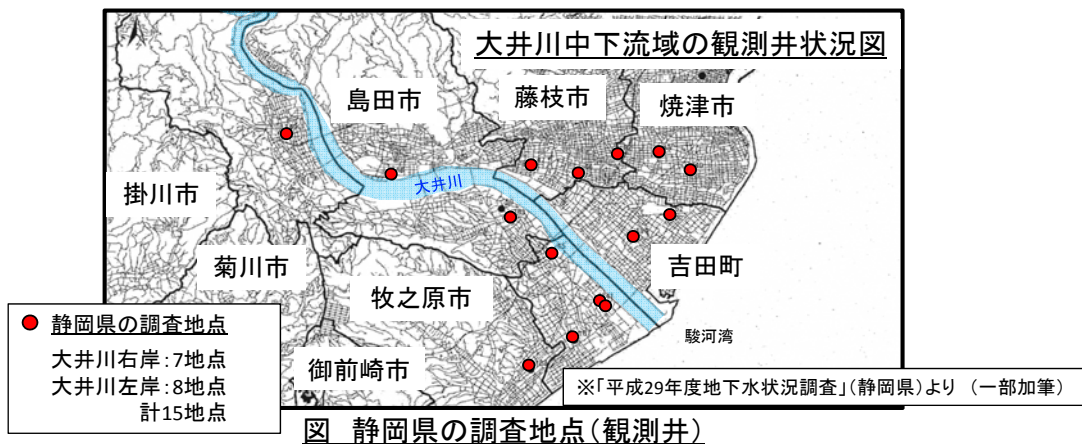 大井川中下流域の観測井状況図
島田市
藤枝市
焼津市
掛川市
大井川
菊川市
吉田町
牧之原市
御前崎市
駿河湾
静岡県の調査地点
大井川右岸：7地点
大井川左岸：8地点
計15地点
※「平成29年度地下水状況調査」（静岡県）より　（一部加筆）
図　静岡県の調査地点（観測井）